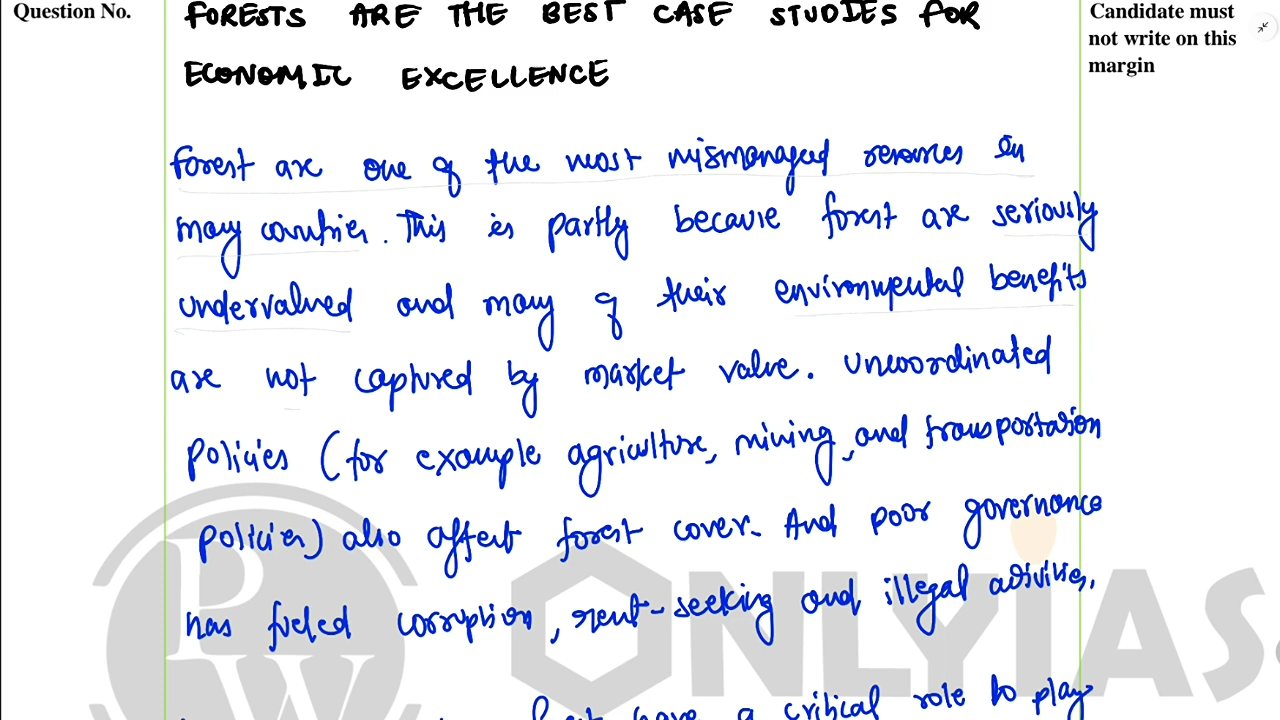 Question No.
FORESTS ARE THE BEST CASE STUDIES FOR
ECONOMIC EXCELLENCE
Candidate must
not write on this
margin
forest are one of the most mismanaged resources in
many countries. This is partly because forest are seriously
undervalued and many of their environmental benefits
are not captured by market value. Uncoordinated
policies (for example agriculture, mining, and transportation
policies) also affect forest cover. And poor governance
has fueled corruption, rent-seeking and illegal activities.
have a critical role to play
PW ONLYIAS